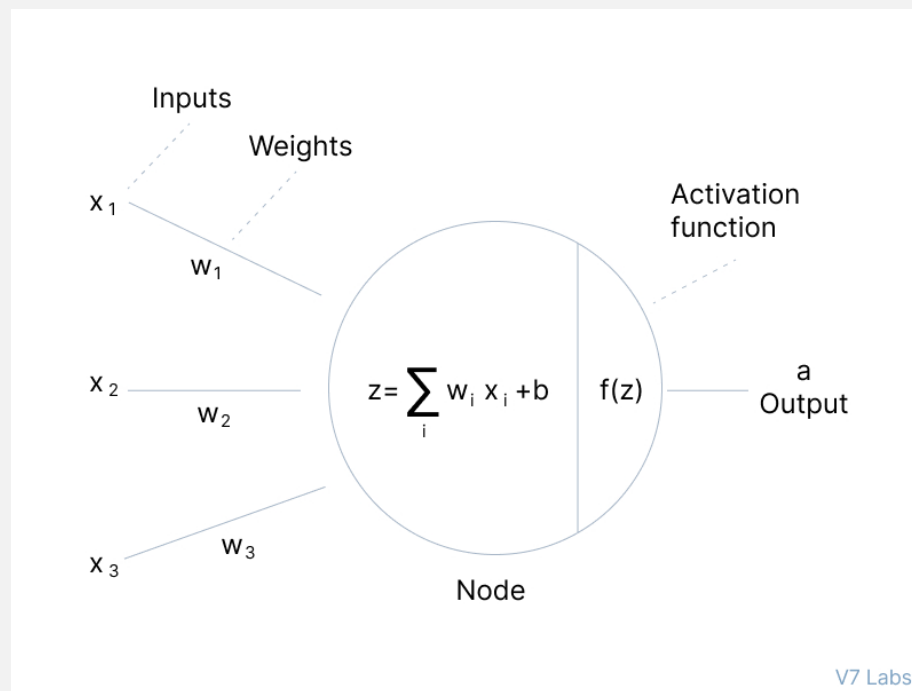 Inputs
Weights
x₁
w₁
Activation
function
x₂
w₂
z= ∑ wᵢ xᵢ +b
i
f(z)
a
Output
x₃
w₃
Node
V7 Labs